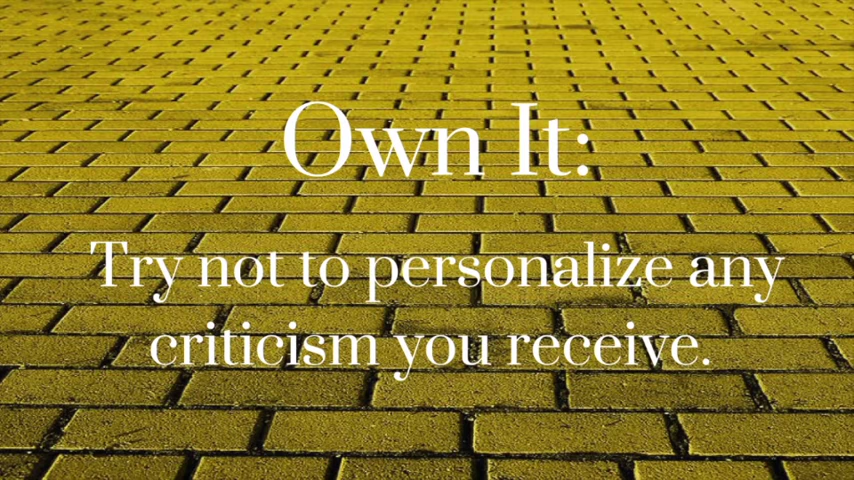 Own It:
Try not to personalize any
criticism you receive.